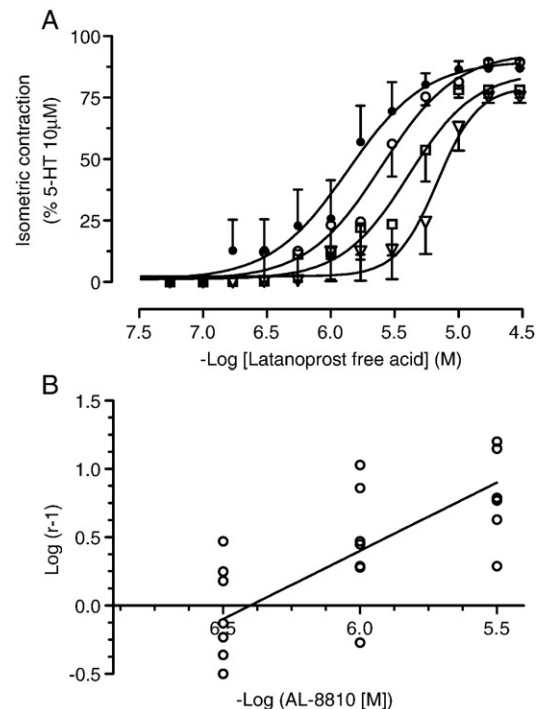 A
Isometric contraction
(% 5-HT 10μM)
100
75
50
25
0
7.5 7.0 6.5 6.0 5.5 5.0 4.5
-Log [Latanoprost free acid] (M)
B
Log (r-1)
1.5
1.0
0.5
0.0
-0.5
6.5 6.0 5.5
-Log (AL-8810 [M])